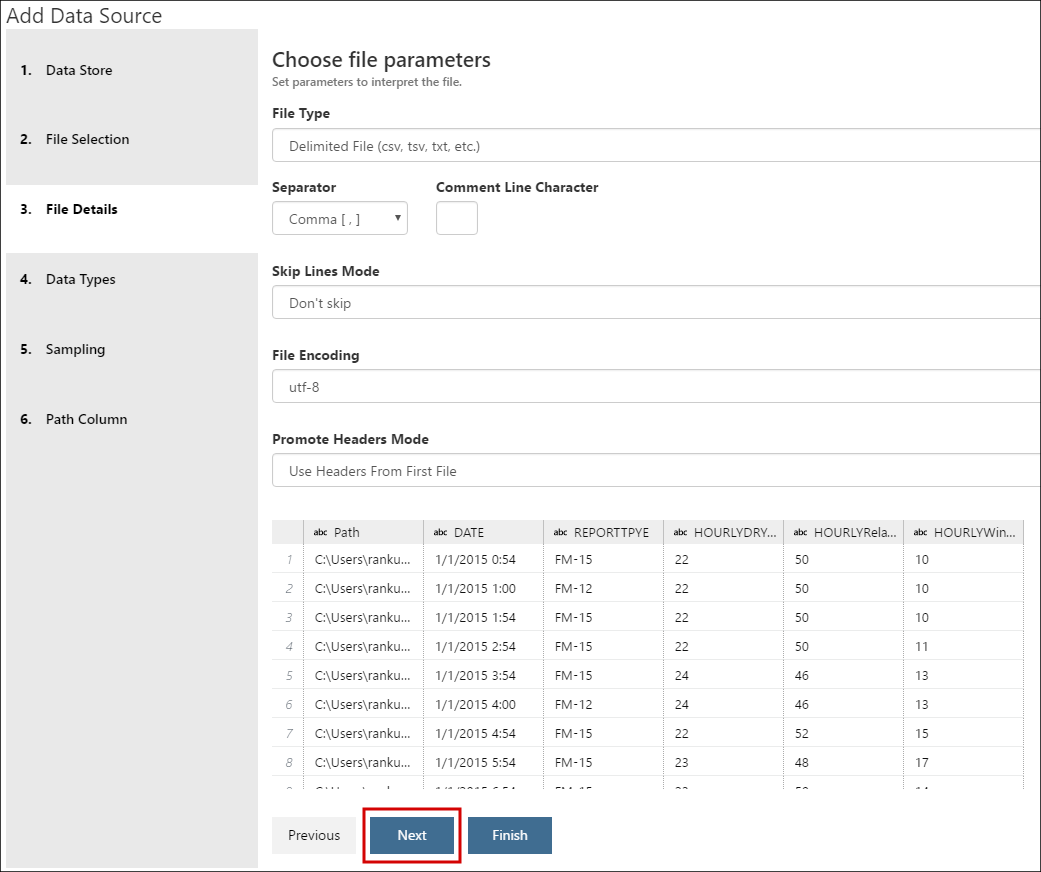 Add Data Source
1. Data Store
2. File Selection
3. File Details
4. Data Types
5. Sampling
6. Path Column
Choose file parameters
Set parameters to interpret the file.
File Type
Delimited File (csv, tsv, txt, etc.)
Separator Comment Line Character
Comma [ , ]
Skip Lines Mode
Don't skip
File Encoding
utf-8
Promote Headers Mode
Use Headers From First File
abc Path abc DATE abc REPORTTPYE abc HOURLYDRY... abc HOURLYRela... abc HOURLYWin...
1 C:\Users\ranku... 1/1/2015 0:54 FM-15 22 50 10
2 C:\Users\ranku... 1/1/2015 1:00 FM-12 22 50 10
3 C:\Users\ranku... 1/1/2015 1:54 FM-15 22 50 10
4 C:\Users\ranku... 1/1/2015 2:54 FM-15 22 50 11
5 C:\Users\ranku... 1/1/2015 3:54 FM-15 24 46 13
6 C:\Users\ranku... 1/1/2015 4:00 FM-12 24 46 13
7 C:\Users\ranku... 1/1/2015 4:54 FM-15 22 52 15
8 C:\Users\ranku... 1/1/2015 5:54 FM-15 23 48 17
Previous Next Finish